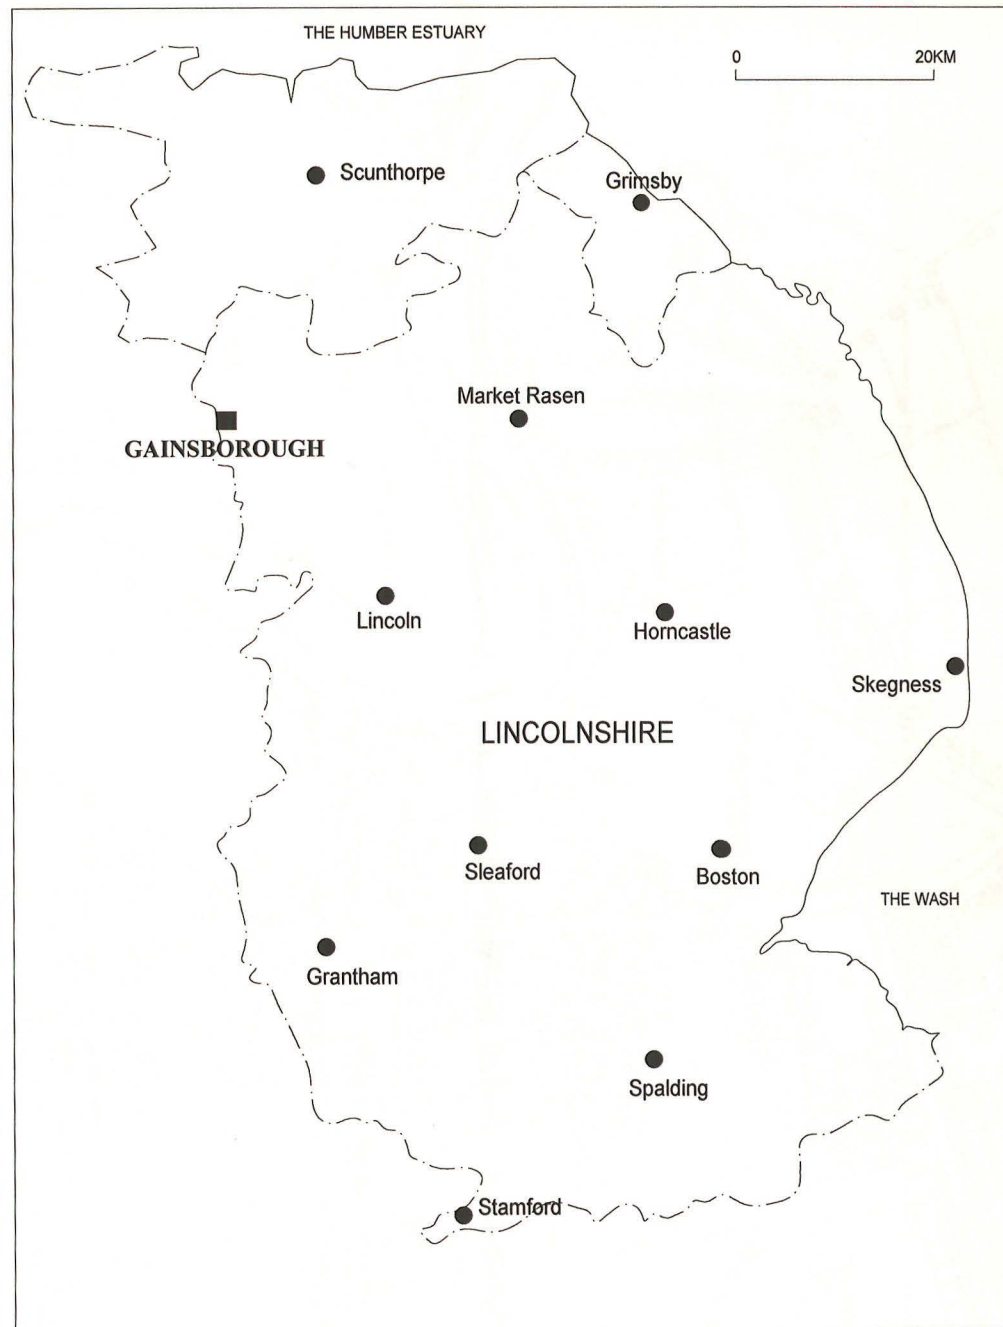 THE HUMBER ESTUARY
0 20KM
Scunthorpe
Grimsby
Market Rasen
GAINSBOROUGH
Lincoln
Horncastle
Skegness
LINCOLNSHIRE
Sleaford
Boston
THE WASH
Grantham
Spalding
Stamford